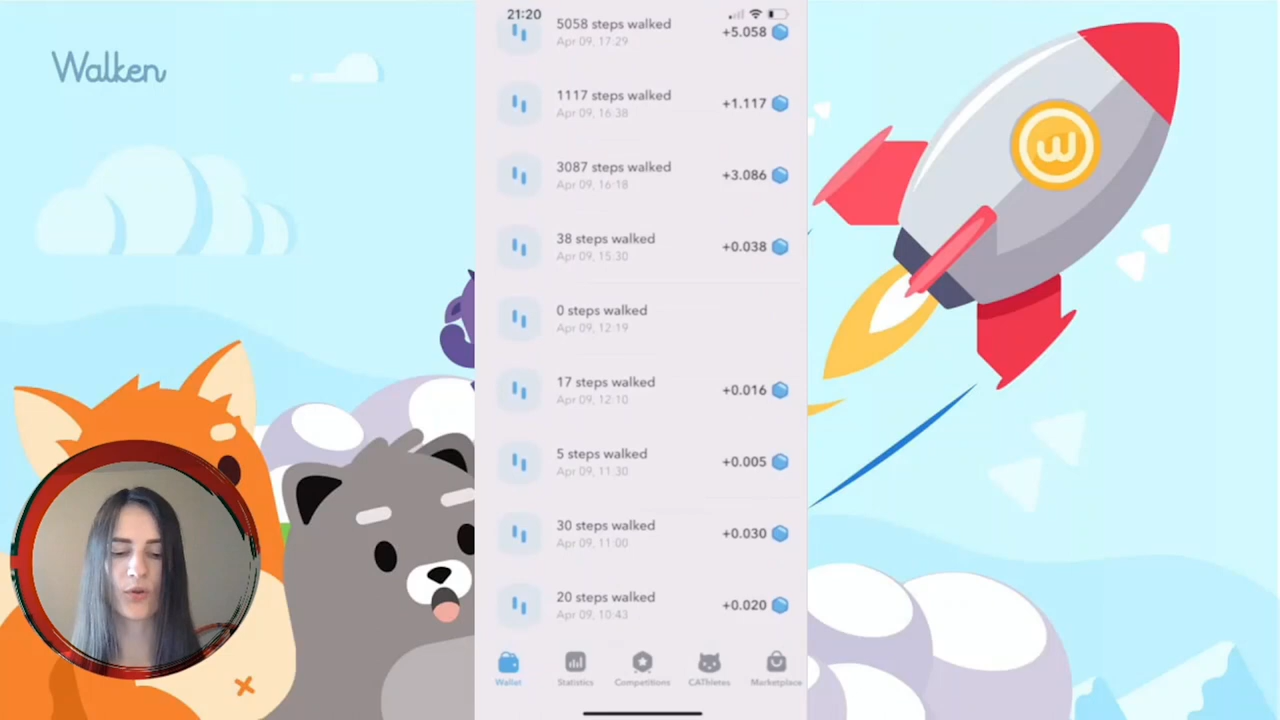 Walken
21:20
5058 steps walked
+5.058
Apr 09, 17:29
1117 steps walked
+1.117
Apr 09, 16:38
3087 steps walked
+3.086
Apr 09, 16:18
38 steps walked
+0.038
Apr 09, 15:30
0 steps walked
Apr 09, 12:19
17 steps walked
+0.016
Apr 09, 12:10
5 steps walked
+0.005
Apr 09, 11:30
30 steps walked
+0.030
Apr 09, 11:00
20 steps walked
+0.020
Apr 09, 10:43
Wallet
Statistics
Competitions
CAThletes
Marketplace
w